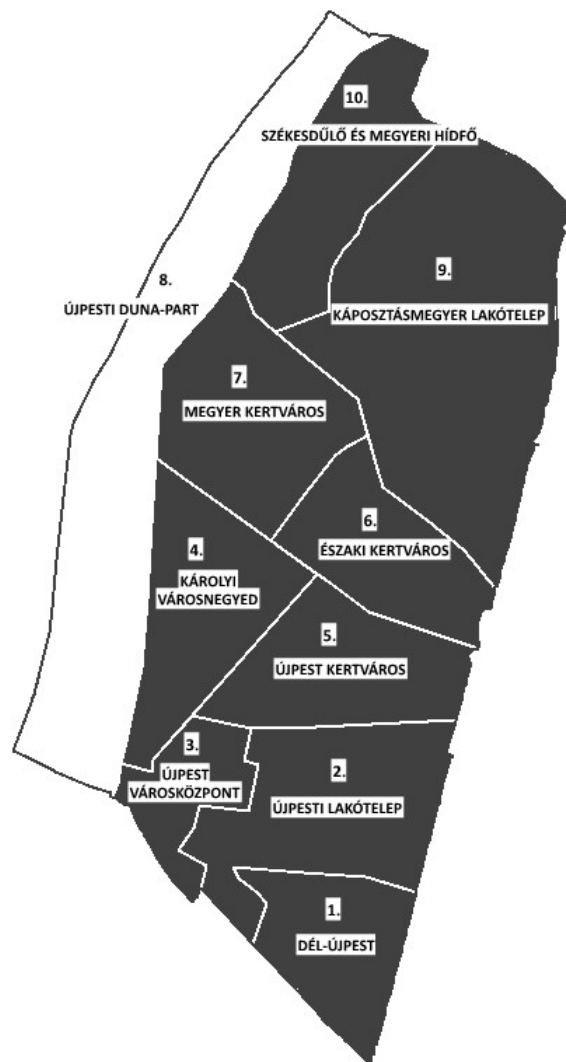 10.
SZÉKESDŰLŐ ÉS MEGYERI HÍDFŐ
9.
KÁPOSZTÁSMEGYER LAKÓTELEP
8.
ÚJPESTI DUNA-PART
7.
MEGYER KERTVÁROS
6.
ÉSZAKI KERTVÁROS
4.
KÁROLYI
VÁROSNEGYED
5.
ÚJPEST KERTVÁROS
3.
ÚJPEST
VÁROSKÖZPONT
2.
ÚJPESTI LAKÓTELEP
1.
DÉL-ÚJPEST